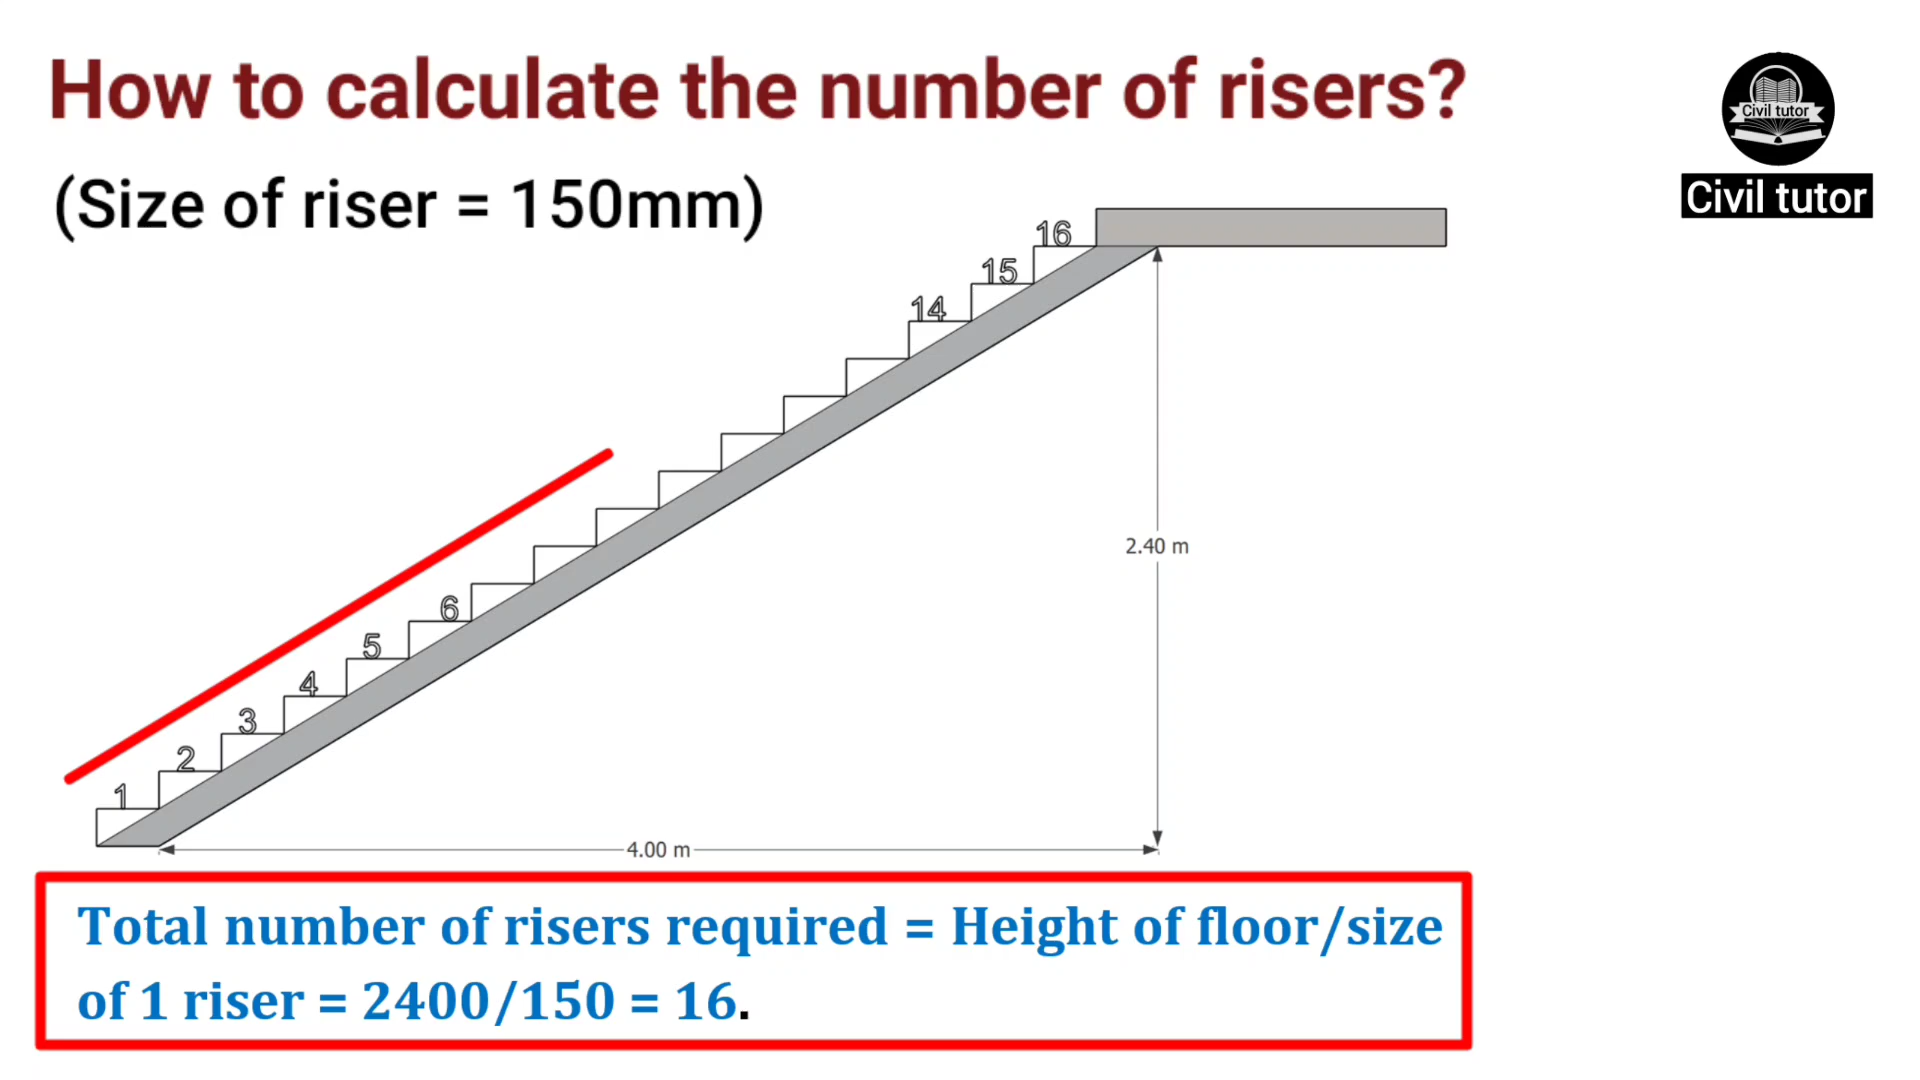 How to calculate the number of risers?
Civil tutor
Civil tutor
(Size of riser = 150mm)
16
15
14
6
5
4
3
2
1
2.40 m
4.00 m
Total number of risers required = Height of floor/size
of 1 riser = 2400/150 = 16.